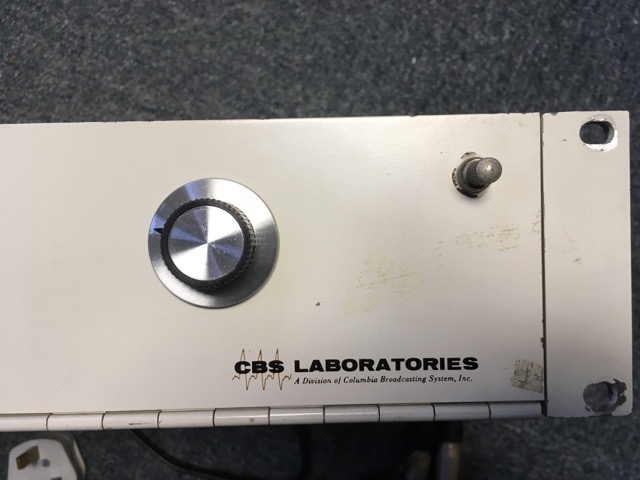 CBS LABORATORIES
A Division of Columbia Broadcasting System, Inc.